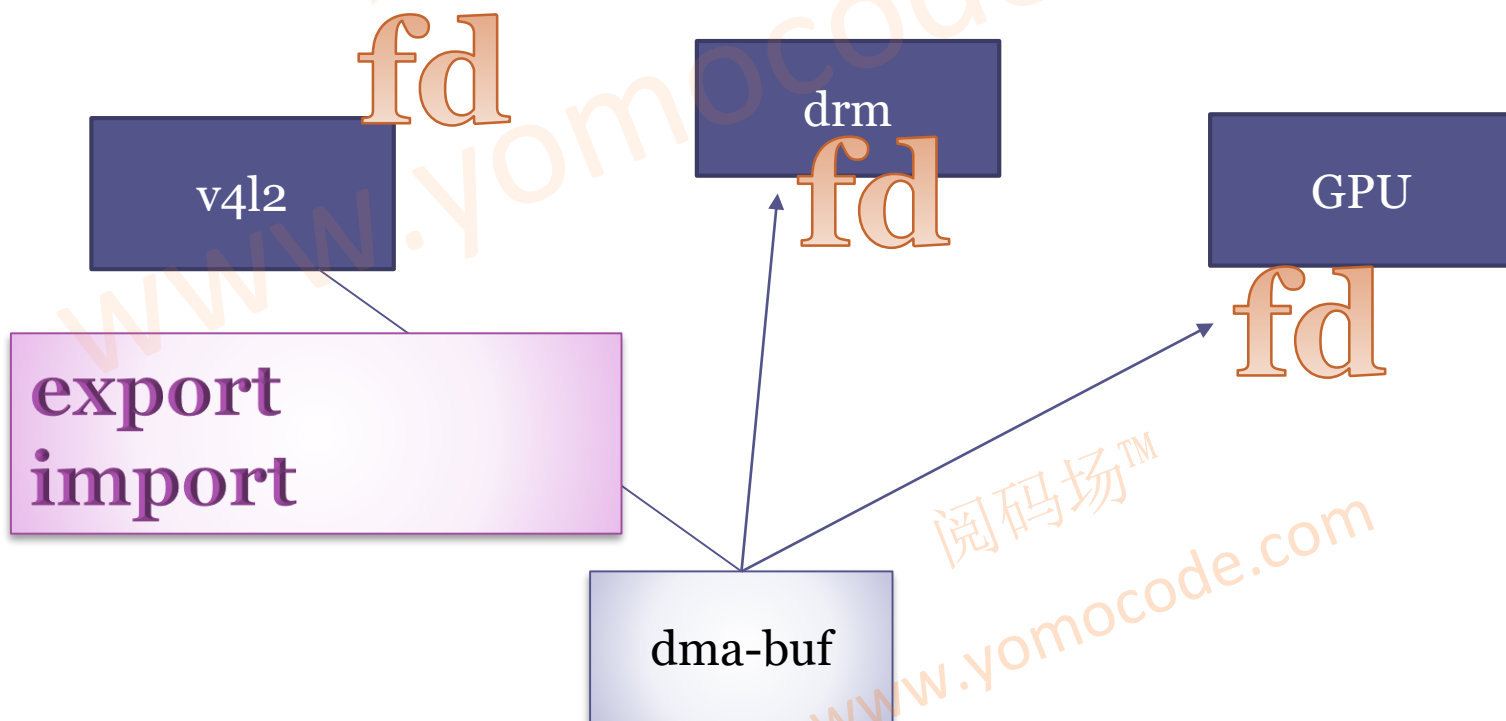 fd
drm
fd
v4l2
GPU
fd
export
import
dma-buf
www.yomocode
阅码场™
www.yomocode.com